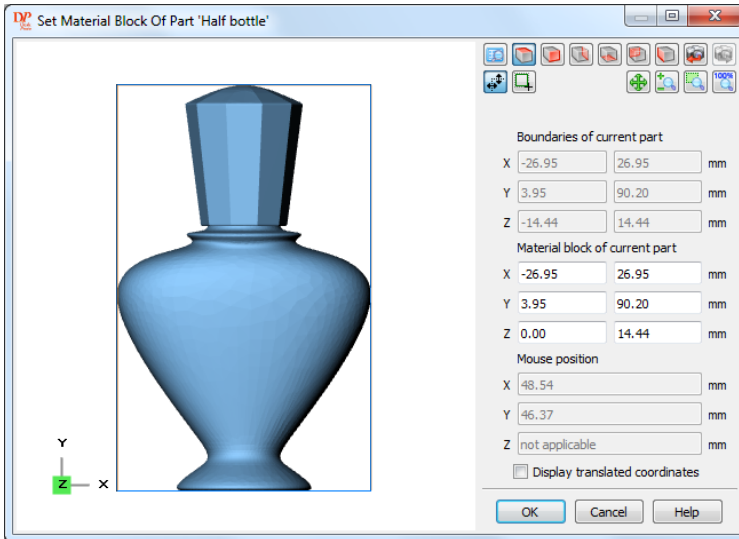 DP Set Material Block Of Part 'Half bottle'
100%
Boundaries of current part
X -26.95 26.95 mm
Y 3.95 90.20 mm
Z -14.44 14.44 mm
Material block of current part
X -26.95 26.95 mm
Y 3.95 90.20 mm
Z 0.00 14.44 mm
Mouse position
X 48.54 mm
Y 46.37 mm
Z not applicable mm
Display translated coordinates
Y
Z X
OK Cancel Help